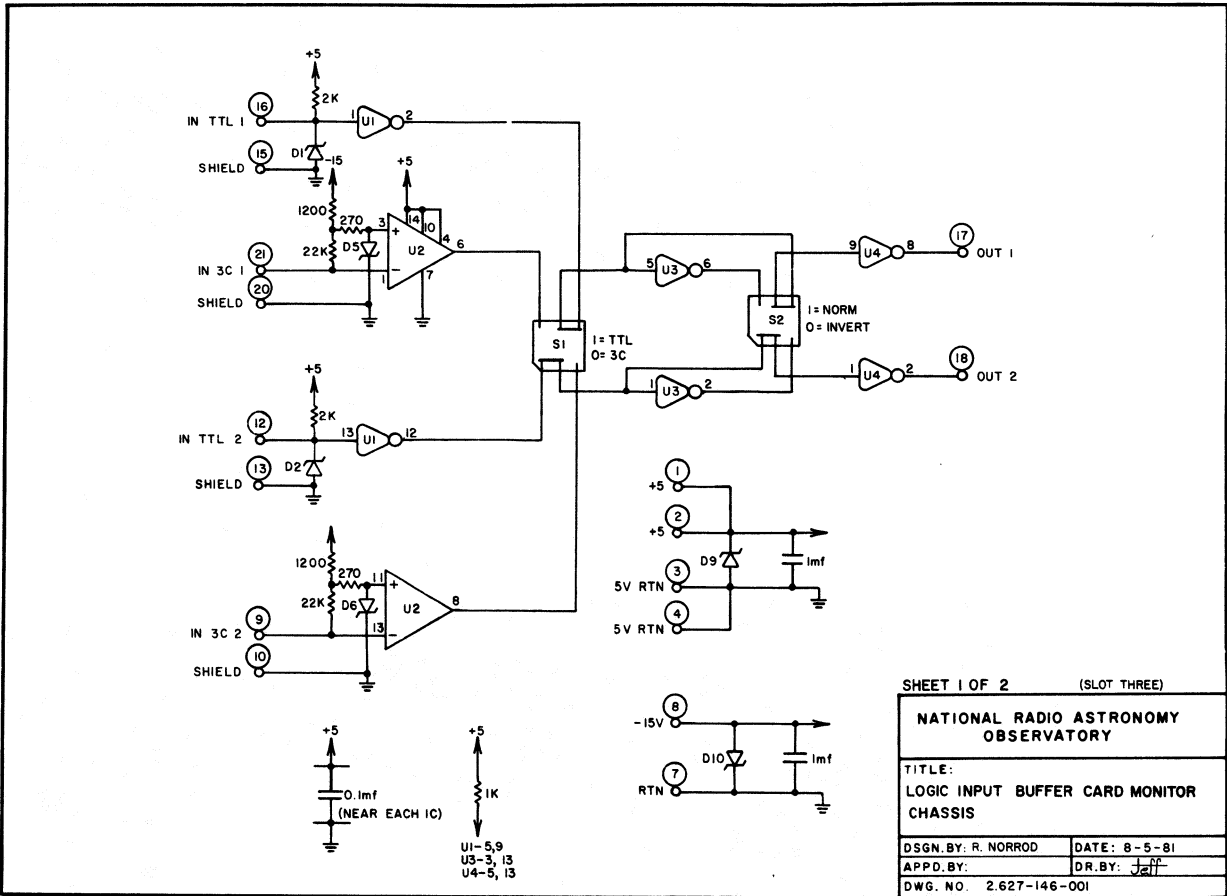 +5
2K
IN TTL 1
16
1
U1
2
SHIELD
15
D1
-15
+5
1200
270
3
+
14
10
4
22K
D5
U2
6
IN 3C 1
21
1
-
7
SHIELD
20
5
U3
6
9
U4
8
17
OUT 1
S2
1 = NORM
0 = INVERT
S1
1 = TTL
0 = 3C
1
U3
2
1
U4
2
18
OUT 2
+5
2K
IN TTL 2
12
13
U1
12
SHIELD
13
D2
1200
270
11
+
22K
D6
U2
8
IN 3C 2
9
13
-
SHIELD
10
+5
1
+5
2
D9
1mf
5V RTN
3
5V RTN
4
-15V
8
D10
1mf
RTN
7
+5
0.1mf
(NEAR EACH IC)
+5
1K
U1-5,9
U3-3, 13
U4-5, 13
SHEET 1 OF 2 (SLOT THREE)
NATIONAL RADIO ASTRONOMY
OBSERVATORY
TITLE:
LOGIC INPUT BUFFER CARD MONITOR
CHASSIS
DSGN. BY: R. NORROD DATE: 8-5-81
APPD. BY: DR. BY: Jeff
DWG. NO. 2.627-146-001